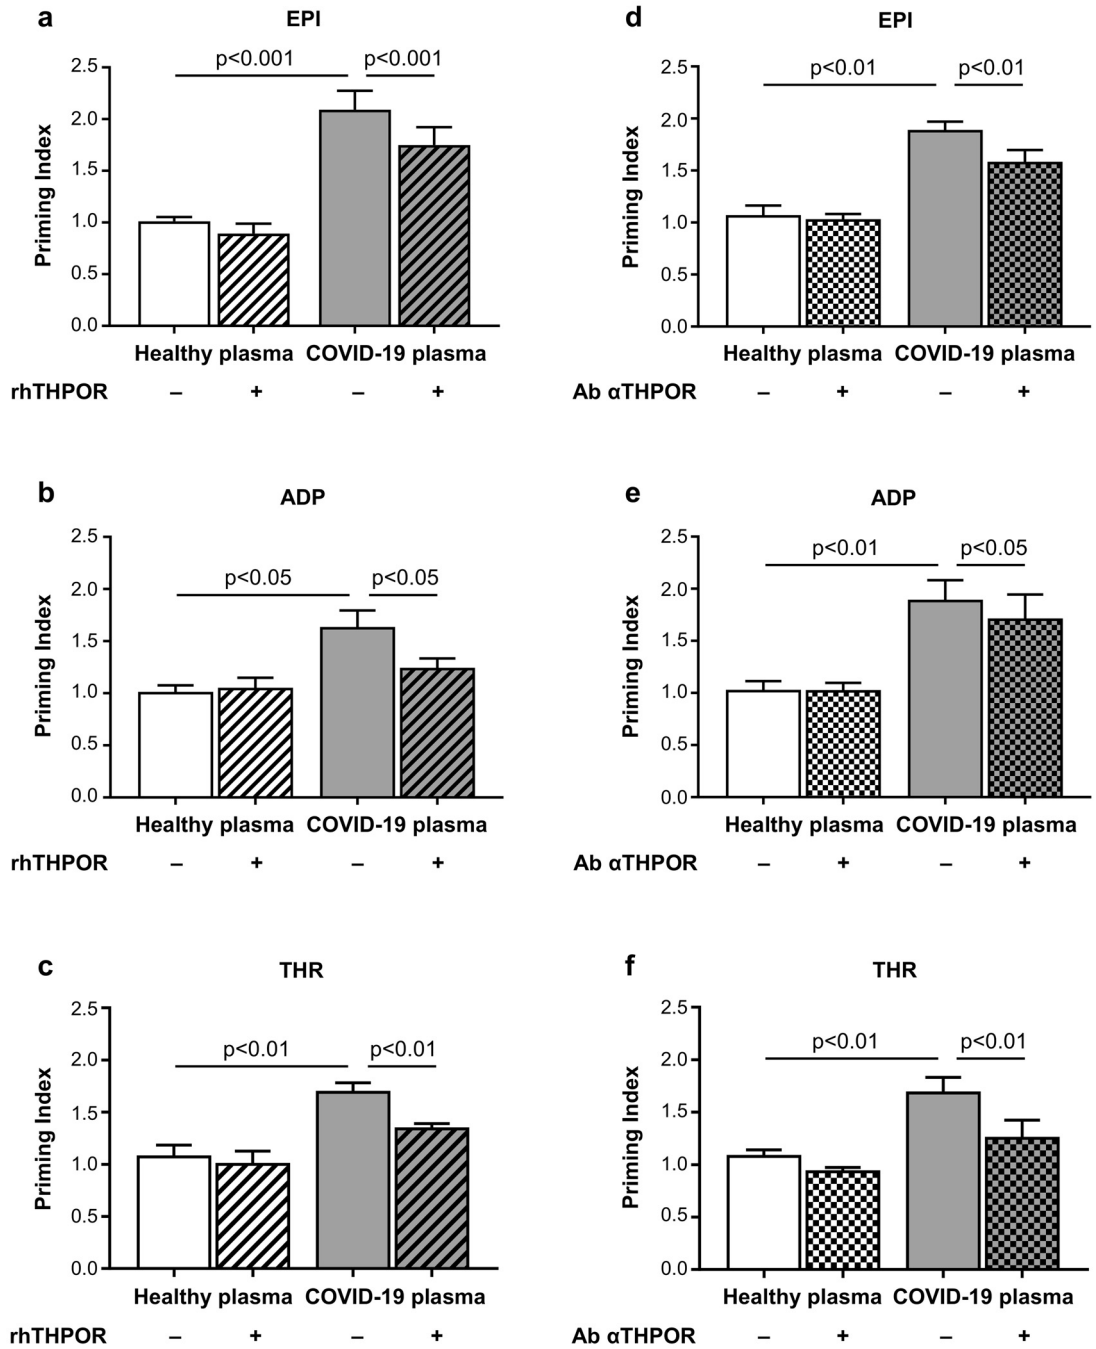 a
EPI
p<0.001 p<0.001
2.5
2.0
1.5
1.0
0.5
0.0
Priming Index
Healthy plasma COVID-19 plasma
rhTHPOR – + – +
d
EPI
p<0.01 p<0.01
2.5
2.0
1.5
1.0
0.5
0.0
Priming Index
Healthy plasma COVID-19 plasma
Ab αTHPOR – + – +
b
ADP
p<0.05 p<0.05
2.5
2.0
1.5
1.0
0.5
0.0
Priming Index
Healthy plasma COVID-19 plasma
rhTHPOR – + – +
e
ADP
p<0.01 p<0.05
2.5
2.0
1.5
1.0
0.5
0.0
Priming Index
Healthy plasma COVID-19 plasma
Ab αTHPOR – + – +
c
THR
p<0.01 p<0.01
2.5
2.0
1.5
1.0
0.5
0.0
Priming Index
Healthy plasma COVID-19 plasma
rhTHPOR – + – +
f
THR
p<0.01 p<0.01
2.5
2.0
1.5
1.0
0.5
0.0
Priming Index
Healthy plasma COVID-19 plasma
Ab αTHPOR – + – +